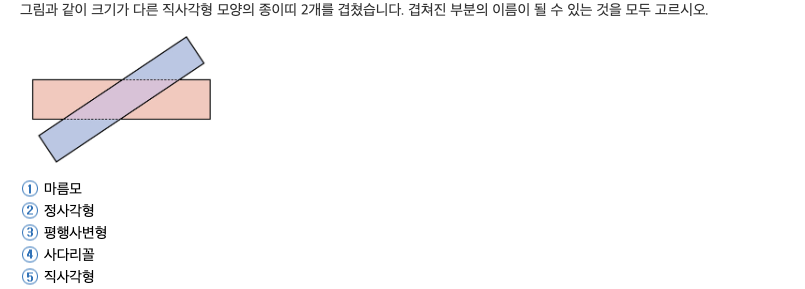 그림과 같이 크기가 다른 직사각형 모양의 종이띠 2개를 겹쳤습니다. 겹쳐진 부분의 이름이 될 수 있는 것을 모두 고르시오.
① 마름모
② 정사각형
③ 평행사변형
④ 사다리꼴
⑤ 직사각형